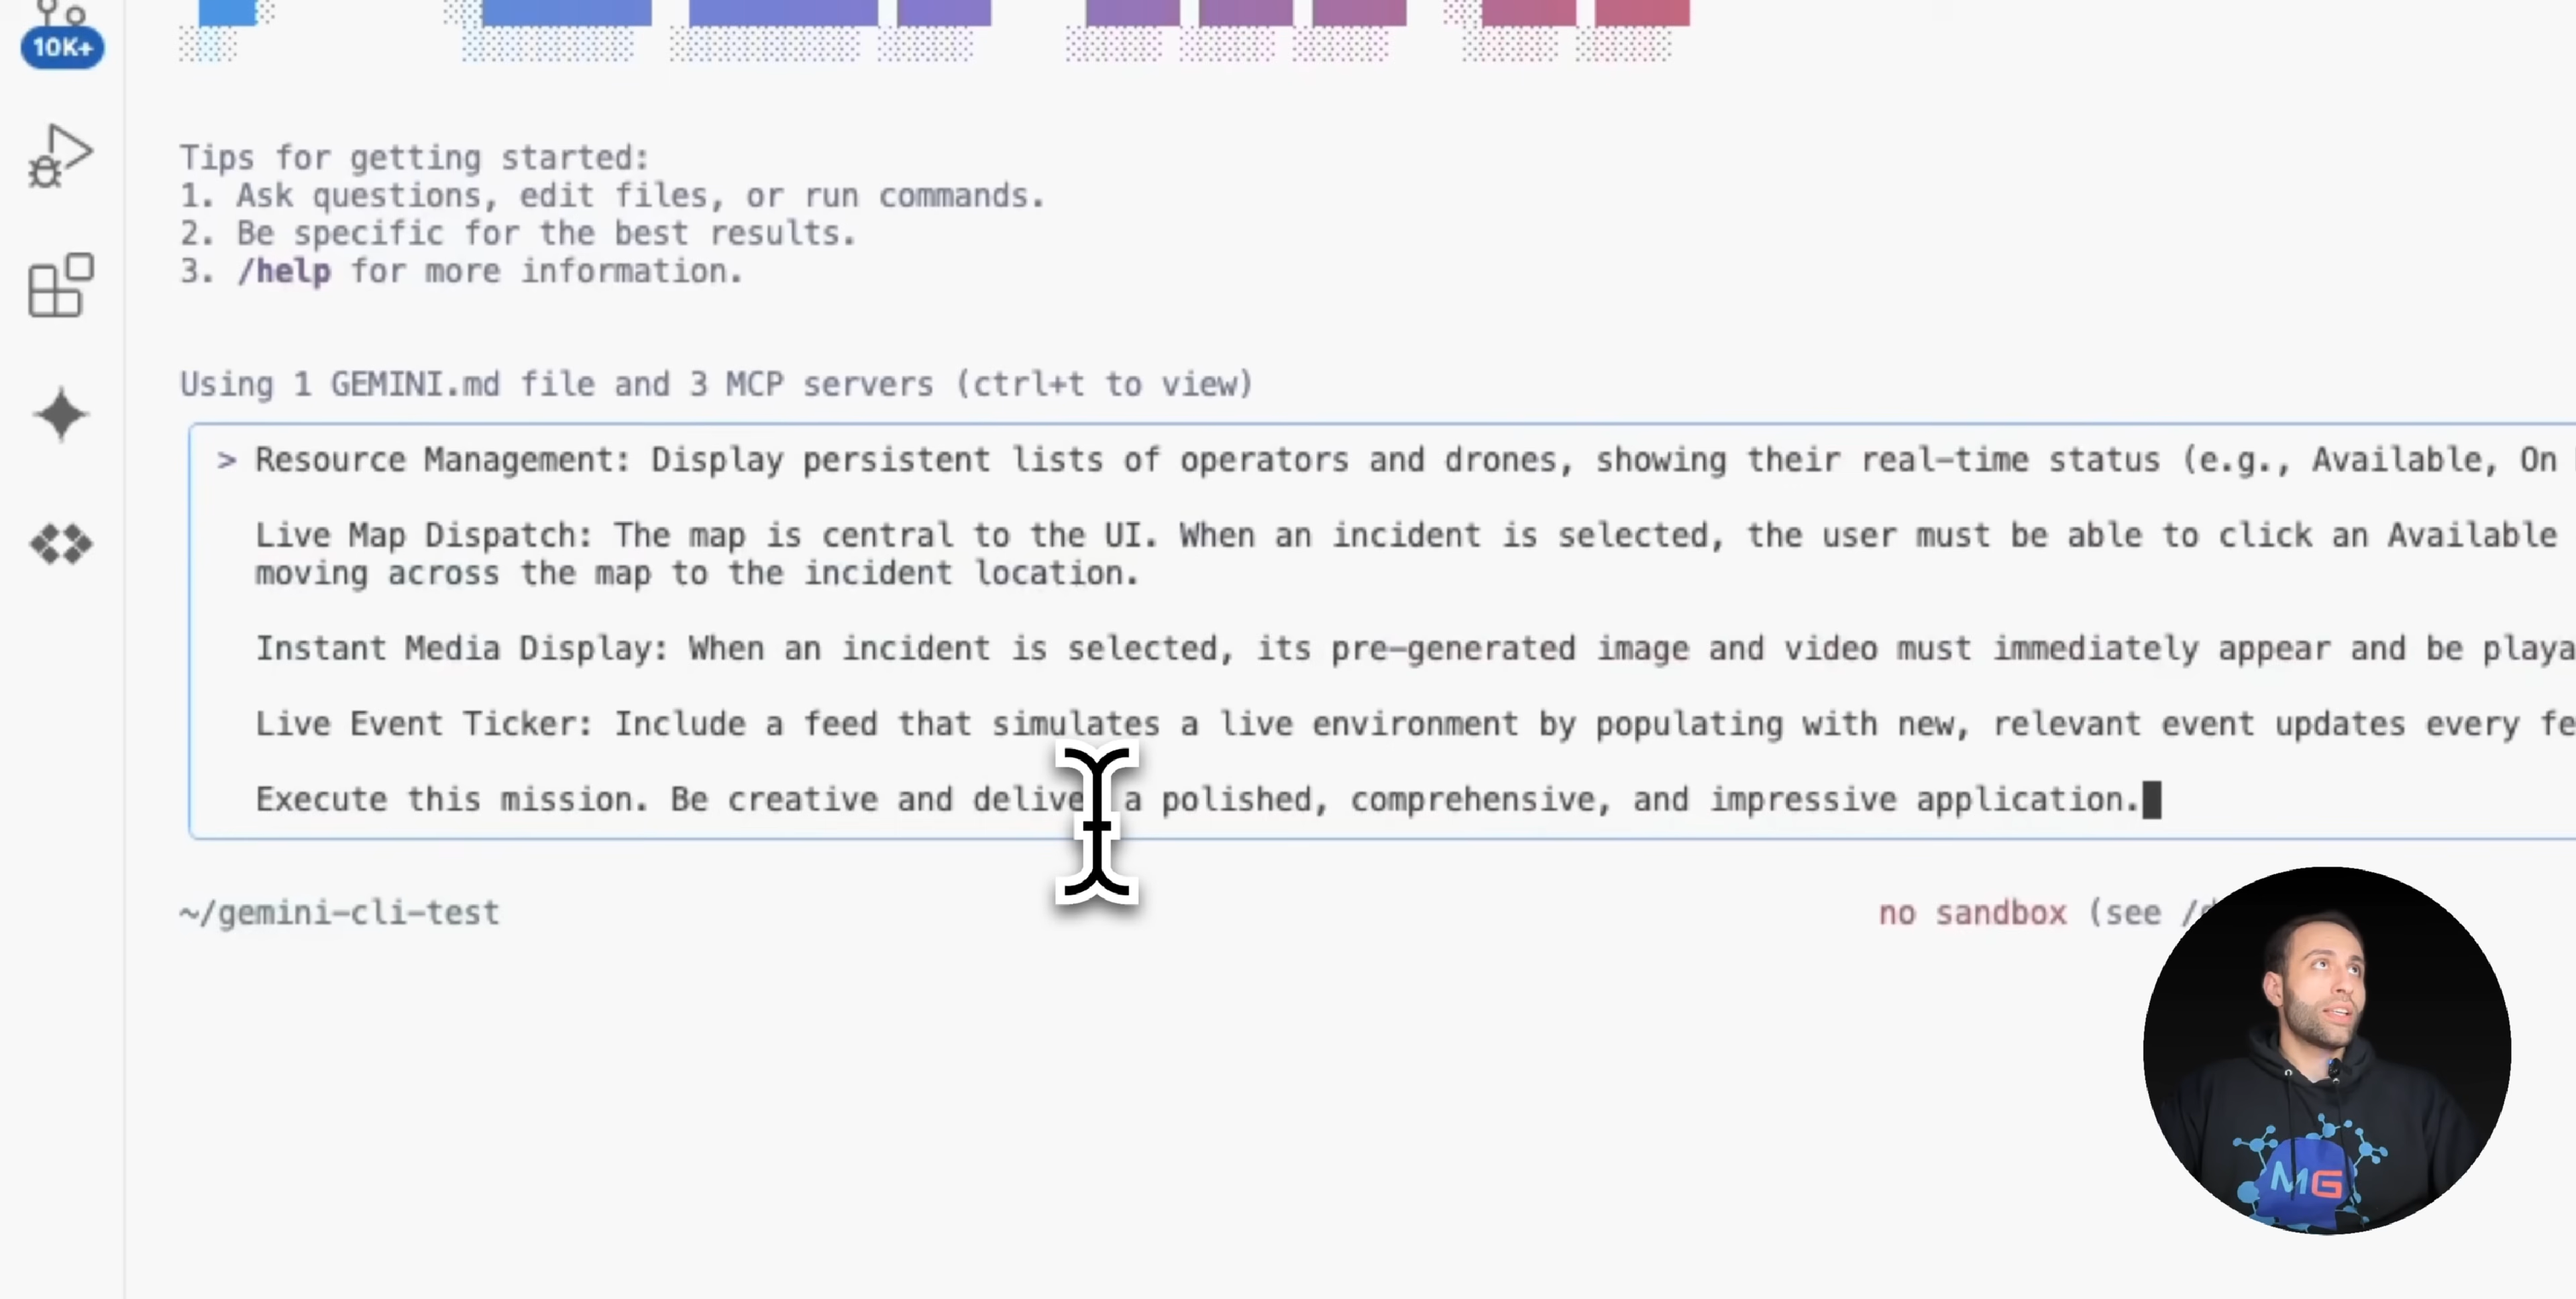 10K+
Tips for getting started:
1. Ask questions, edit files, or run commands.
2. Be specific for the best results.
3. /help for more information.
Using 1 GEMINI.md file and 3 MCP servers (ctrl+t to view)
> Resource Management: Display persistent lists of operators and drones, showing their real-time status (e.g., Available, On
Live Map Dispatch: The map is central to the UI. When an incident is selected, the user must be able to click an Available
moving across the map to the incident location.
Instant Media Display: When an incident is selected, its pre-generated image and video must immediately appear and be playa
Live Event Ticker: Include a feed that simulates a live environment by populating with new, relevant event updates every fe
Execute this mission. Be creative and deliver a polished, comprehensive, and impressive application.
~/gemini-cli-test
no sandbox (see /d
MG